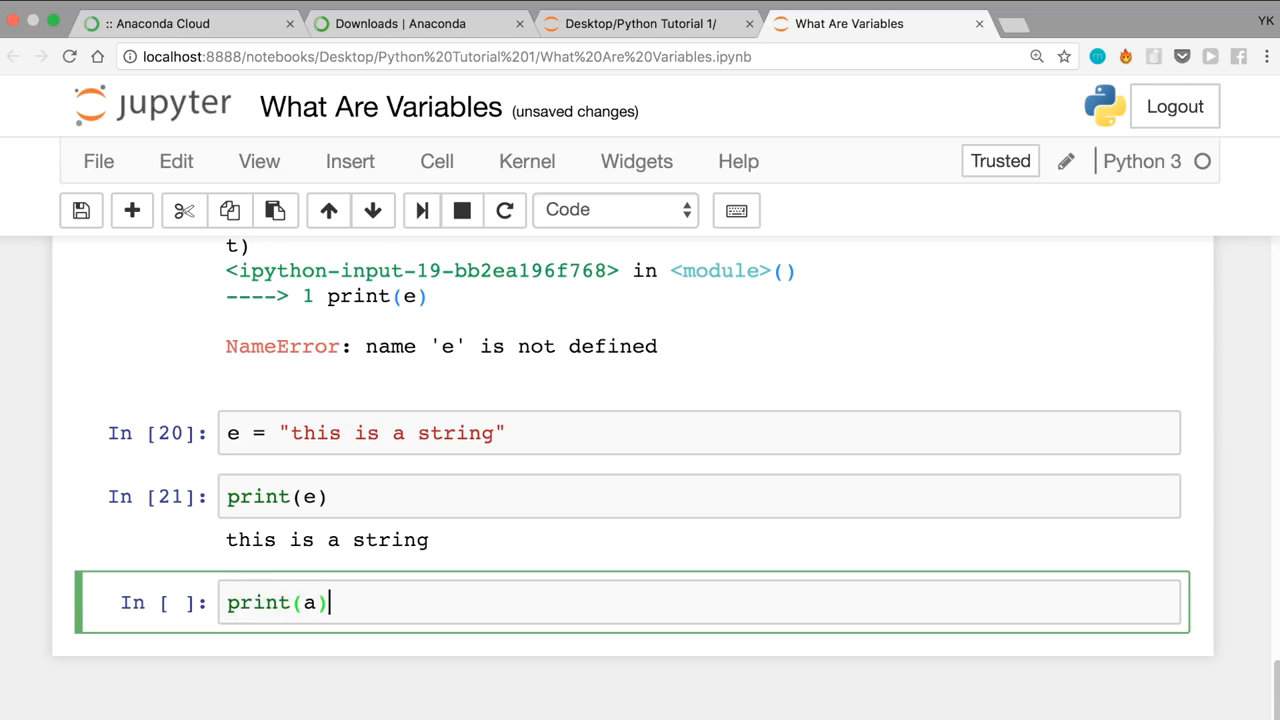 :: Anaconda Cloud
Downloads | Anaconda
Desktop/Python Tutorial 1/
What Are Variables
YK
localhost:8888/notebooks/Desktop/Python%20Tutorial%201/What%20Are%20Variables.ipynb
jupyter What Are Variables (unsaved changes)
Logout
File Edit View Insert Cell Kernel Widgets Help
Trusted
Python 3
Code
t)
<ipython-input-19-bb2ea196f768> in <module>()
----> 1 print(e)
NameError: name 'e' is not defined
In [20]: e = "this is a string"
In [21]: print(e)
this is a string
In [ ]: print(a)